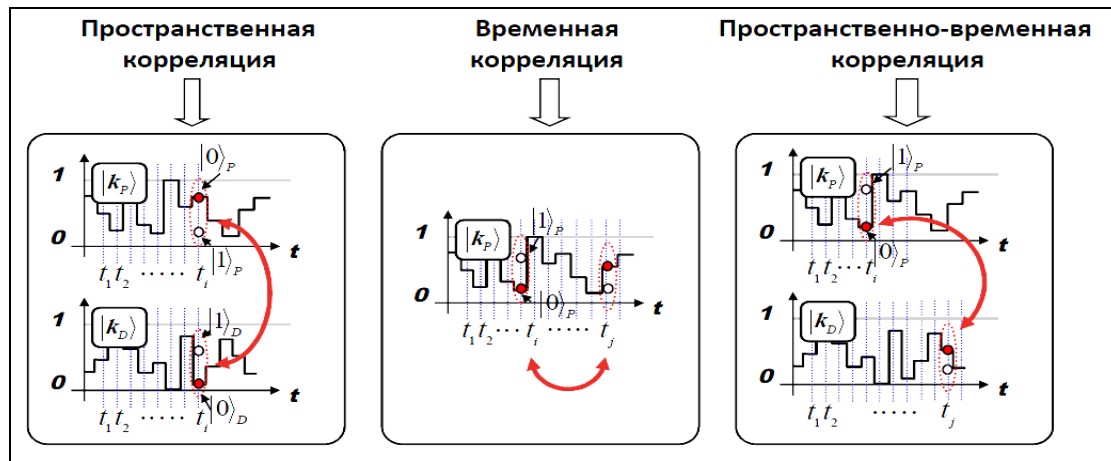 Пространственная
корреляция
Временная
корреляция
Пространственно-временная
корреляция
1
|k_P⟩
|0⟩_P
0
|1⟩_P
t
t_1 t_2 ..... t_i
1
|k_D⟩
|1⟩_D
0
t
t_1 t_2 ..... t_i
|0⟩_D
1
|k_P⟩
|1⟩_P
0
|0⟩_P
t
t_1 t_2 ... t_i ..... t_j
1
|k_P⟩
|1⟩_P
0
|0⟩_P
t
t_1 t_2 ... t_i
1
|k_D⟩
0
t
t_1 t_2 ..... t_j